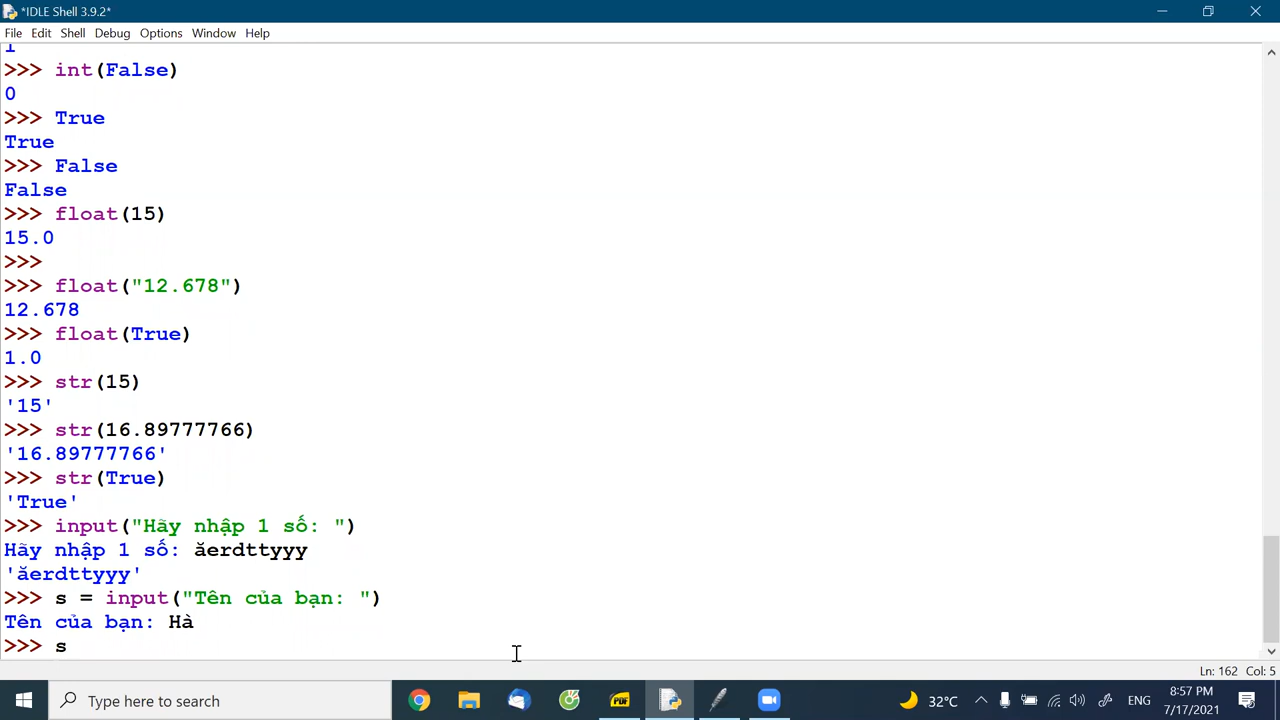 *IDLE Shell 3.9.2*
File Edit Shell Debug Options Window Help
1
>>> int(False)
0
>>> True
True
>>> False
False
>>> float(15)
15.0
>>>
>>> float("12.678")
12.678
>>> float(True)
1.0
>>> str(15)
'15'
>>> str(16.89777766)
'16.89777766'
>>> str(True)
'True'
>>> input("Hãy nhập 1 số: ")
Hãy nhập 1 số: ăerdttyyy
'ăerdttyyy'
>>> s = input("Tên của bạn: ")
Tên của bạn: Hà
>>> s
Ln: 162 Col: 5
Type here to search
PDF
32°C
ENG
8:57 PM
7/17/2021